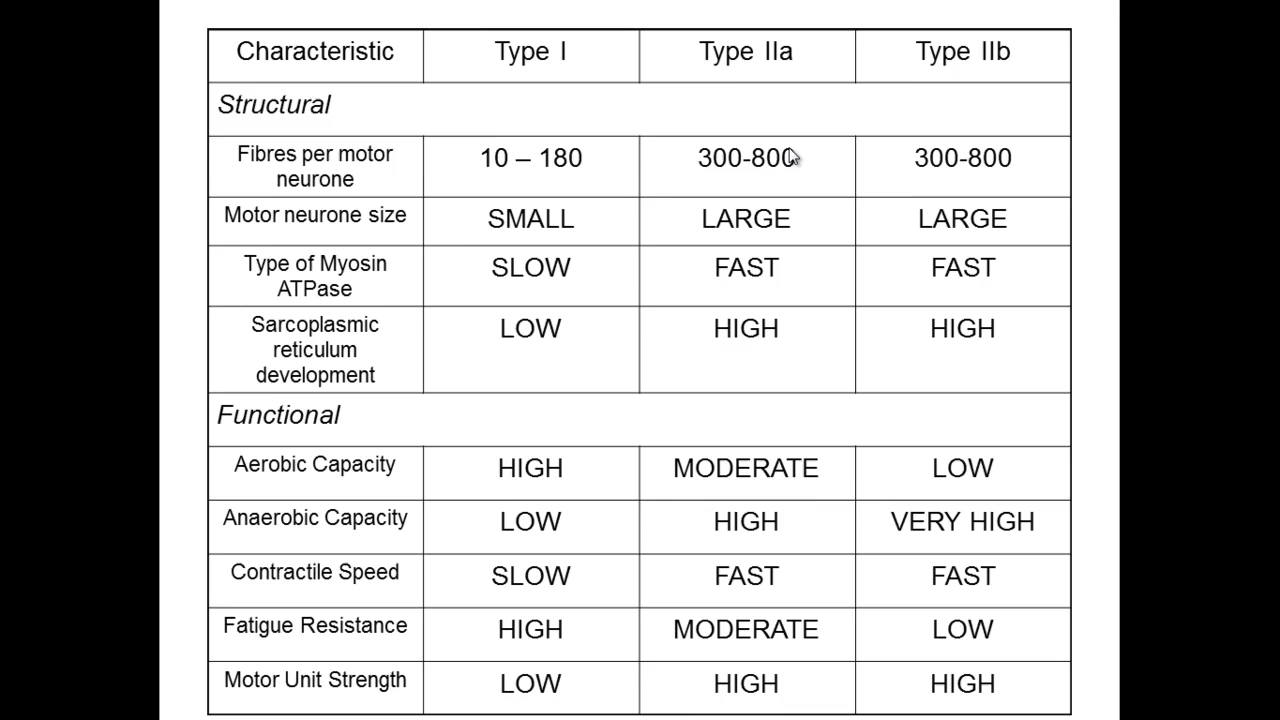 Characteristic Type I Type IIa Type IIb
Structural
Fibres per motor neurone 10 – 180 300-800 300-800
Motor neurone size SMALL LARGE LARGE
Type of Myosin ATPase SLOW FAST FAST
Sarcoplasmic reticulum development LOW HIGH HIGH
Functional
Aerobic Capacity HIGH MODERATE LOW
Anaerobic Capacity LOW HIGH VERY HIGH
Contractile Speed SLOW FAST FAST
Fatigue Resistance HIGH MODERATE LOW
Motor Unit Strength LOW HIGH HIGH